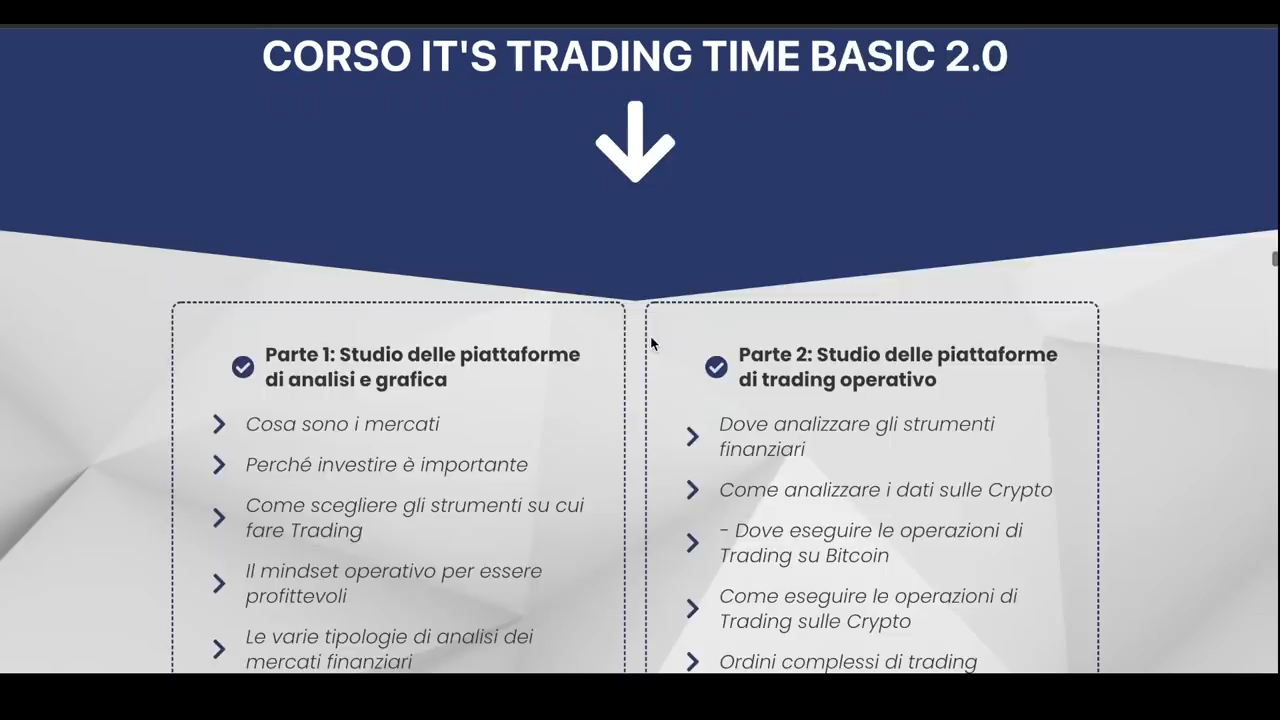 CORSO IT'S TRADING TIME BASIC 2.0
Parte 1: Studio delle piattaforme
di analisi e grafica
Cosa sono i mercati
Perché investire è importante
Come scegliere gli strumenti su cui
fare Trading
Il mindset operativo per essere
profittevoli
Le varie tipologie di analisi dei
mercati finanziari
Parte 2: Studio delle piattaforme
di trading operativo
Dove analizzare gli strumenti
finanziari
Come analizzare i dati sulle Crypto
- Dove eseguire le operazioni di
Trading su Bitcoin
Come eseguire le operazioni di
Trading sulle Crypto
Ordini complessi di trading